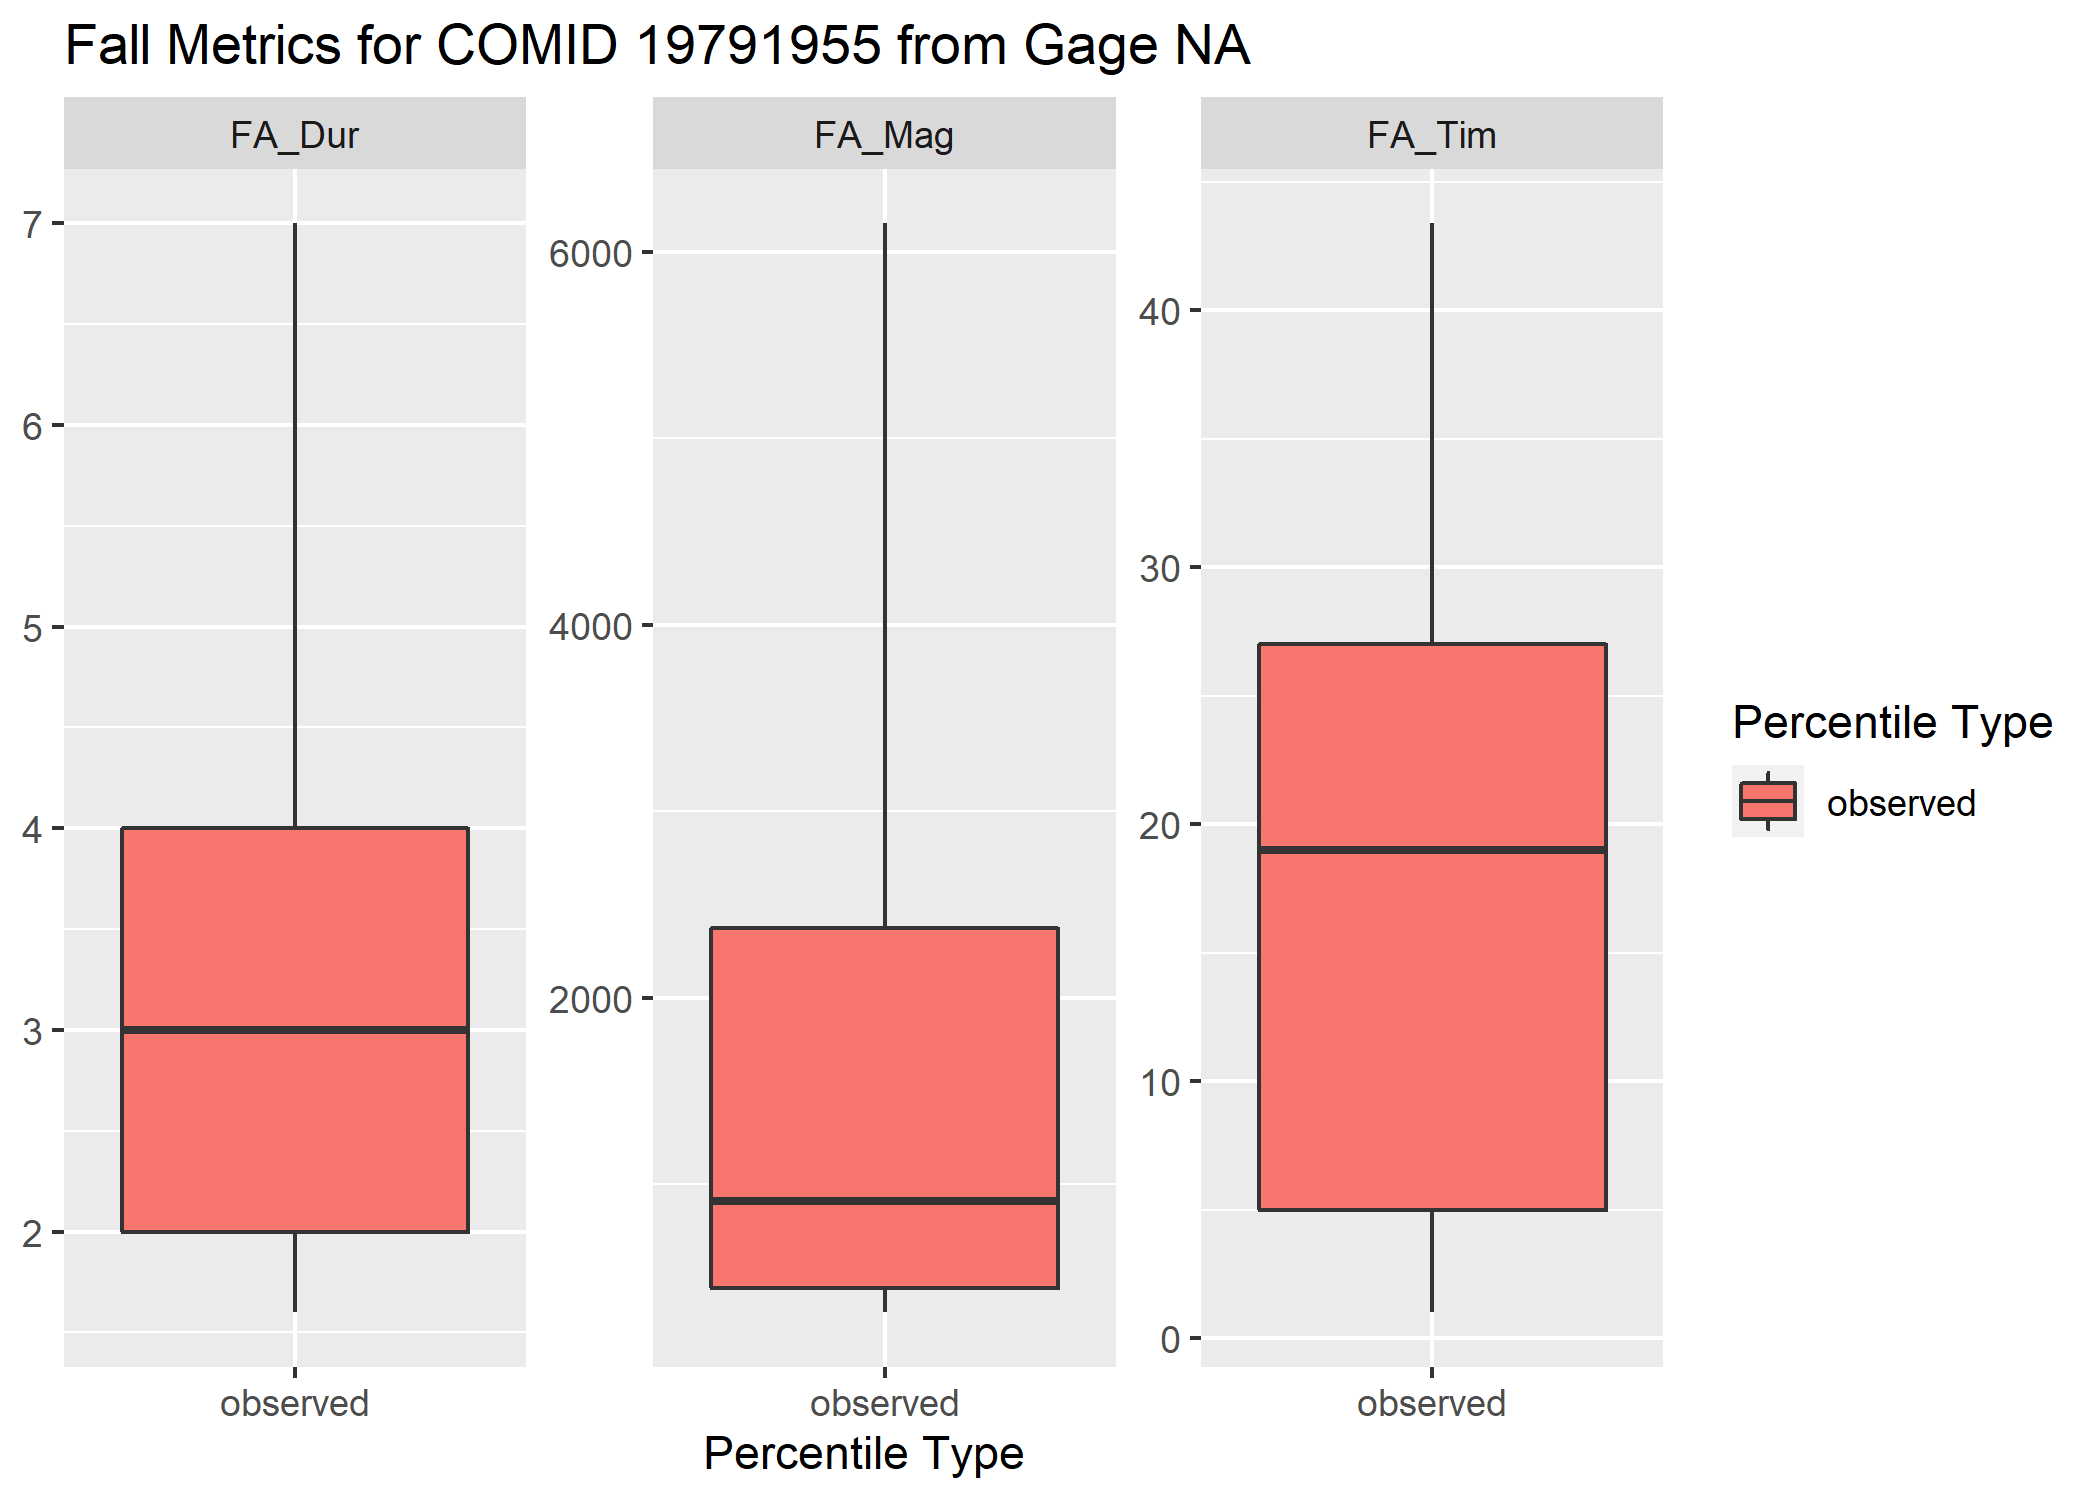 Fall Metrics for COMID 19791955 from Gage NA
FA_Dur
FA_Mag
FA_Tim
7
6
5
4
3
2
6000
4000
2000
40
30
20
10
0
observed
observed
observed
Percentile Type
Percentile Type
observed